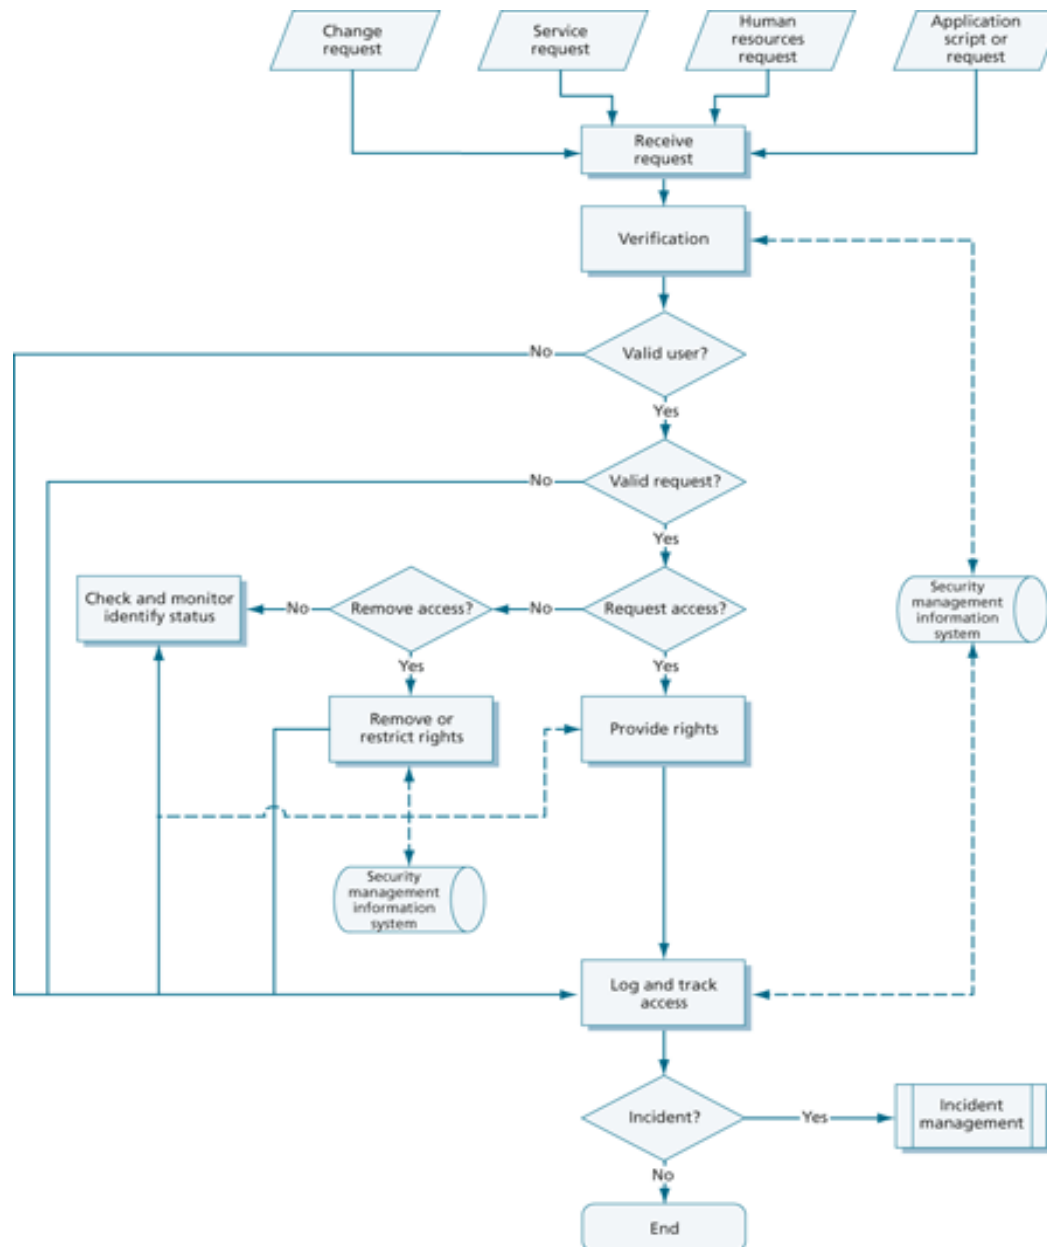 Change
request
Service
request
Human
resources
request
Application
script or
request
Receive
request
Verification
Valid user?
No
Yes
Valid request?
No
Yes
Check and monitor
identify status
No
Remove access?
No
Request access?
Security
management
information
system
Yes
Yes
Remove or
restrict rights
Provide rights
Security
management
information
system
Log and track
access
Incident?
Yes
Incident
management
No
End